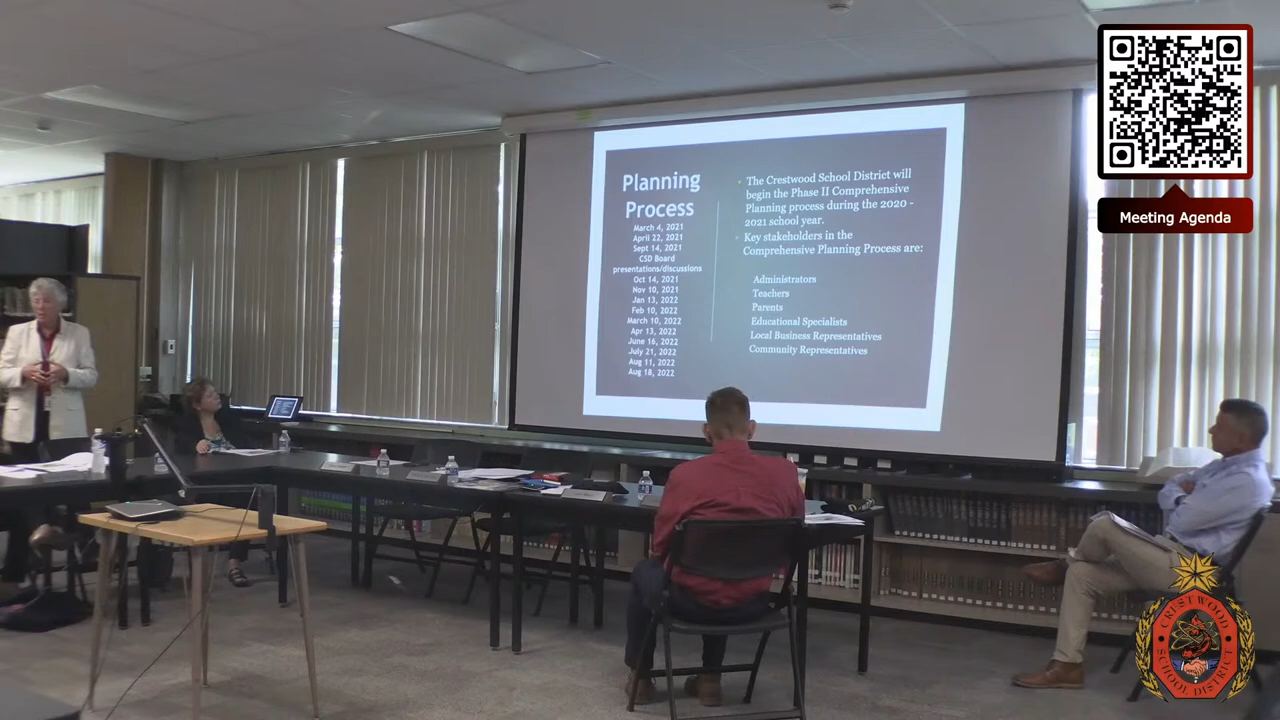 Planning
Process
March 4, 2021
April 22, 2021
Sept 14, 2021
CSD Board
presentations/discussions
Oct 14, 2021
Nov 10, 2021
Jan 13, 2022
Feb 10, 2022
March 10, 2022
Apr 13, 2022
June 16, 2022
July 21, 2022
Aug 11, 2022
Aug 18, 2022
The Crestwood School District will
begin the Phase II Comprehensive
Planning process during the 2020 -
2021 school year.
Key stakeholders in the
Comprehensive Planning Process are:
Administrators
Teachers
Parents
Educational Specialists
Local Business Representatives
Community Representatives
Meeting Agenda
CRESTWOOD
SCHOOL DISTRICT